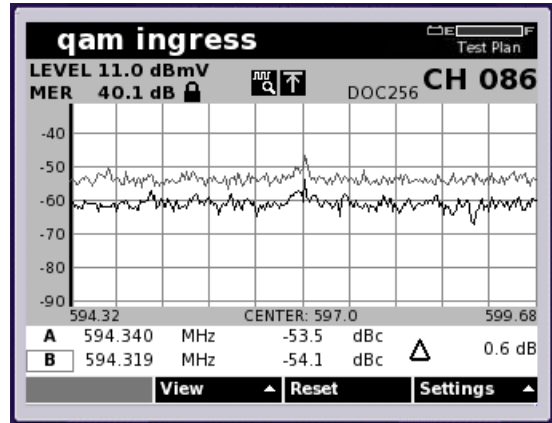 qam ingress
E F
Test Plan
LEVEL 11.0 dBmV
MER 40.1 dB
DOC256 CH 086
-40
-50
-60
-70
-80
-90
594.32 CENTER: 597.0 599.68
A 594.340 MHz -53.5 dBc
B 594.319 MHz -54.1 dBc
Δ 0.6 dB
View Reset Settings